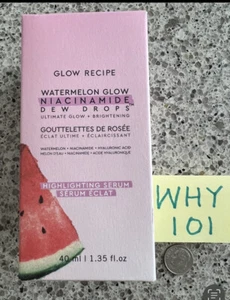 GLOW RECIPE
WATERMELON GLOW
NIACINAMIDE
DEW DROPS
ULTIMATE GLOW + BRIGHTENING
GOUTTELETTES DE ROSÉE
ÉCLAT ULTIME + ÉCLAIRCISSANT
WATERMELON + NIACINAMIDE + HYALURONIC ACID
MELON D'EAU + NIACINAMIDE + ACIDE HYALURONIQUE
HIGHLIGHTING SERUM
SÉRUM ÉCLAT
40 ml | 1.35 fl.oz
WHY
101